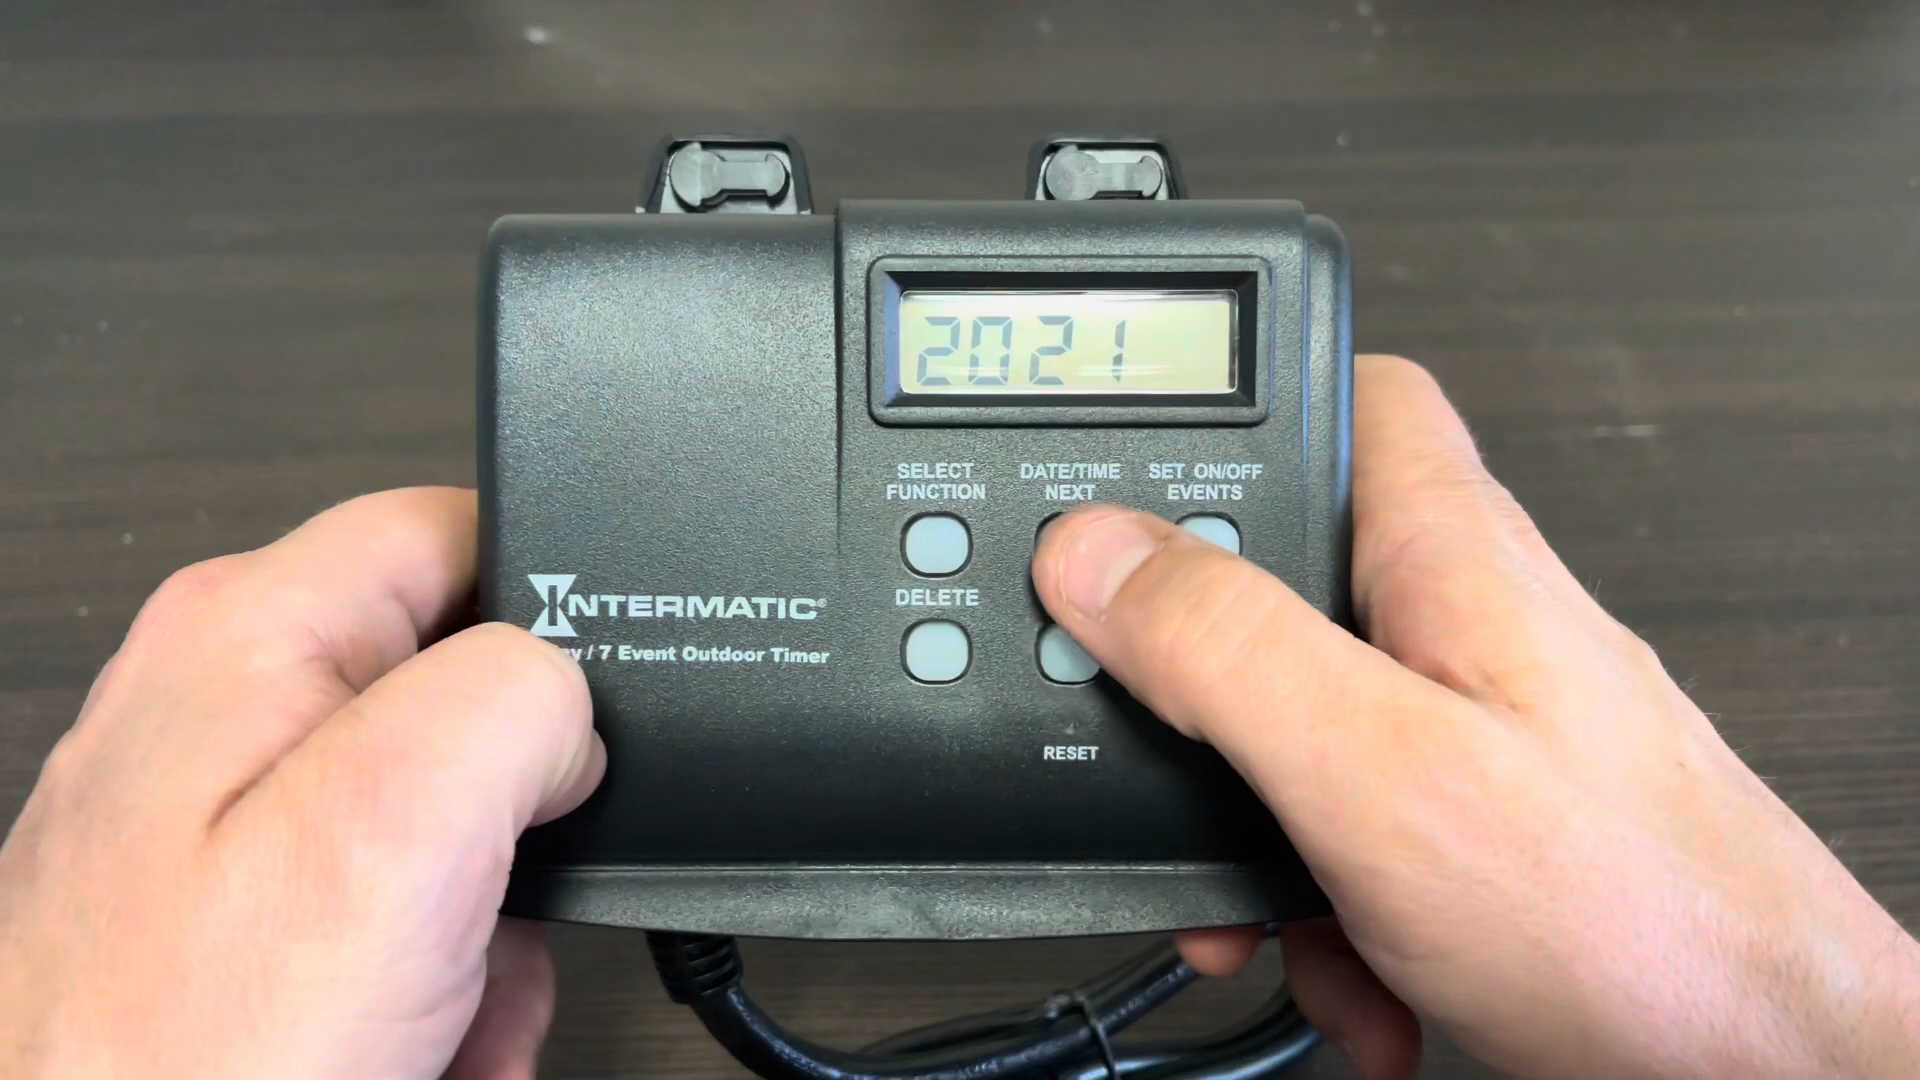 2021
SELECT
FUNCTION
DATE/TIME
NEXT
SET ON/OFF
EVENTS
DELETE
INTERMATIC®
/ 7 Event Outdoor Timer
RESET